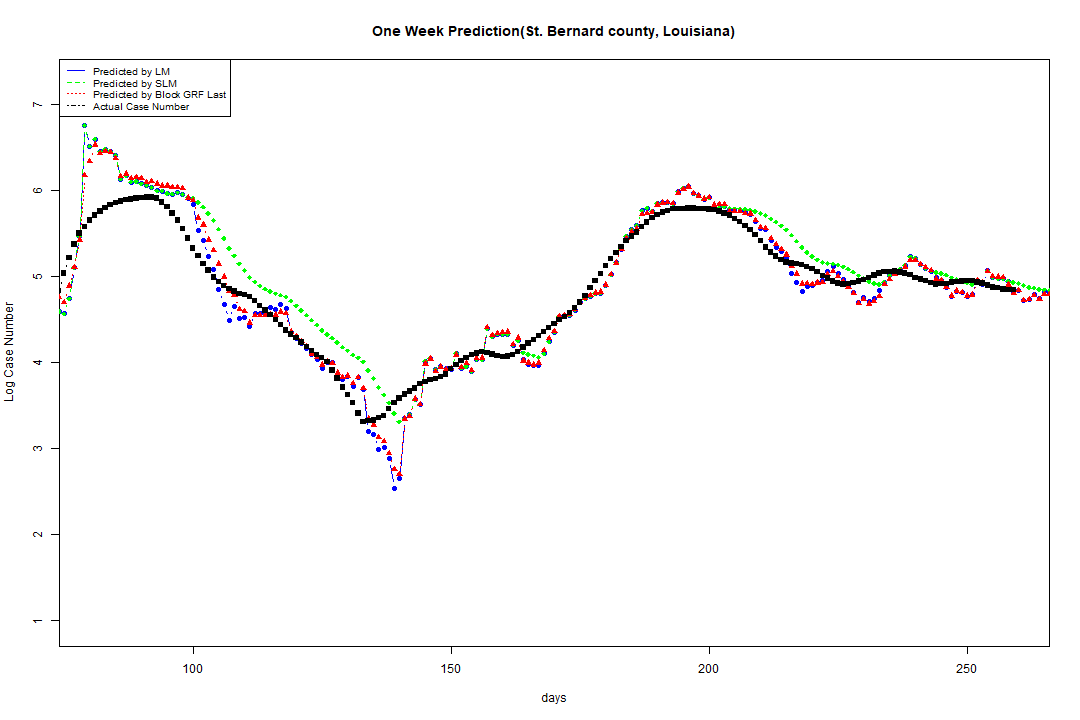 One Week Prediction(St. Bernard county, Louisiana)
Predicted by LM
Predicted by SLM
Predicted by Block GRF Last
Actual Case Number
7
6
5
4
3
2
1
Log Case Number
100 150 200 250
days